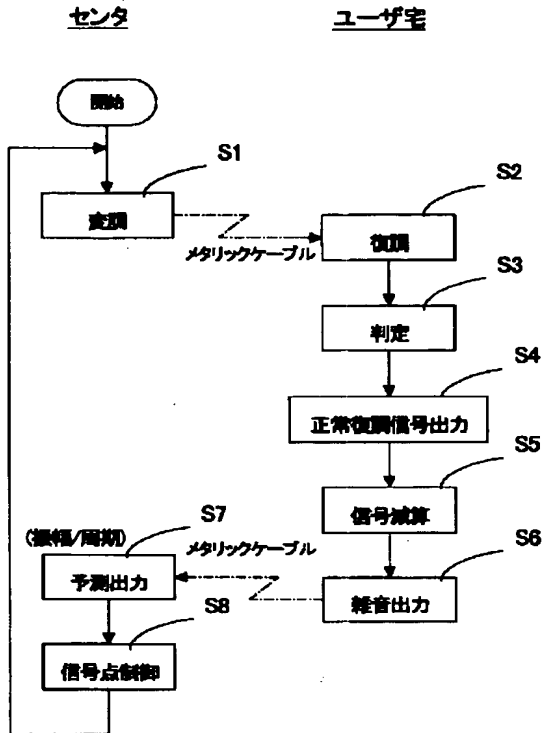 センタ
ユーザ宅
開始
S1
変調
S2
復調
メタリックケーブル
S3
判定
S4
正常復調信号出力
S5
信号減算
S6
雑音出力
メタリックケーブル
S7
(振幅/周期)
予測出力
S8
信号点制御